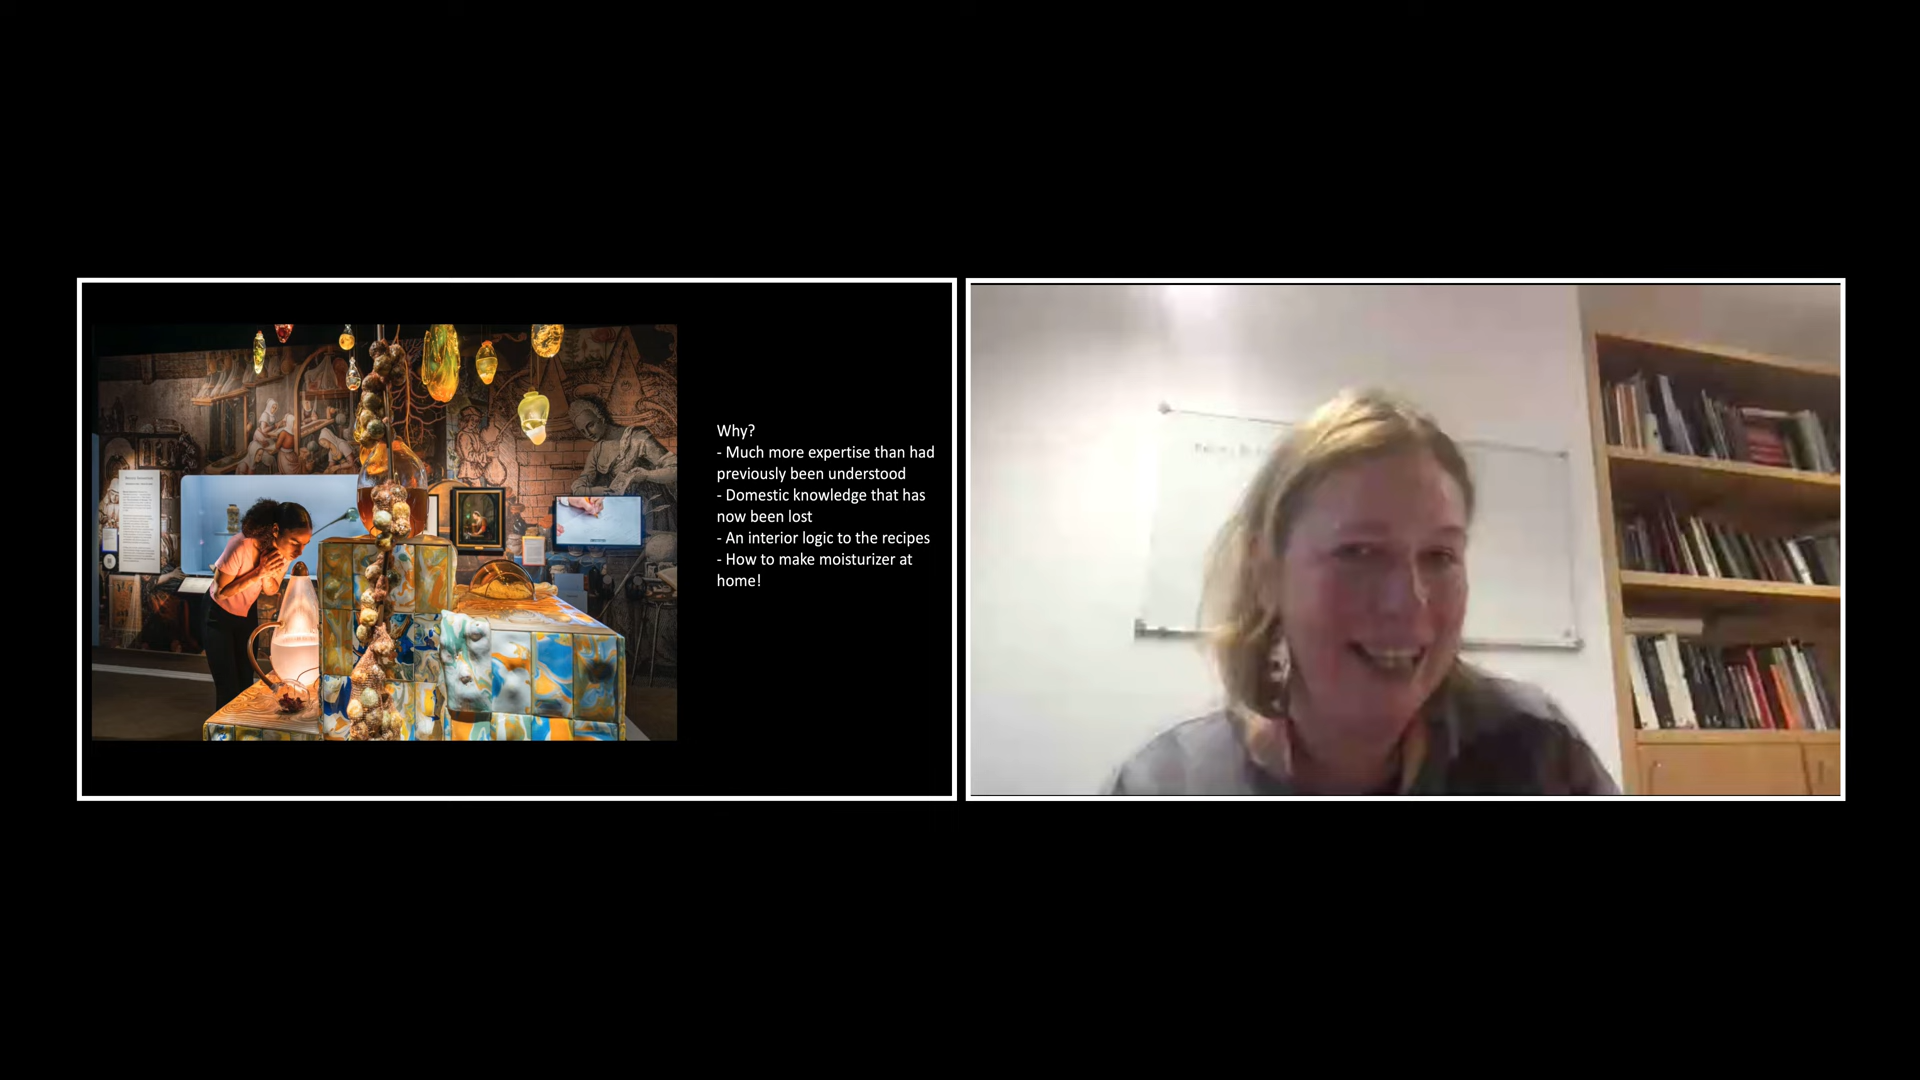 Why?
- Much more expertise than had
previously been understood
- Domestic knowledge that has
now been lost
- An interior logic to the recipes
- How to make moisturizer at
home!